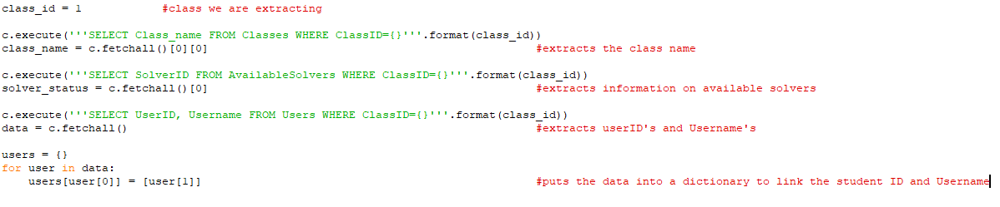 class_id = 1 #class we are extracting
c.execute('''SELECT Class_name FROM Classes WHERE ClassID={}'''.format(class_id))
class_name = c.fetchall()[0][0] #extracts the class name
c.execute('''SELECT SolverID FROM AvailableSolvers WHERE ClassID={}'''.format(class_id))
solver_status = c.fetchall()[0] #extracts information on available solvers
c.execute('''SELECT UserID, Username FROM Users WHERE ClassID={}'''.format(class_id))
data = c.fetchall() #extracts userID's and Username's
users = {}
for user in data:
    users[user[0]] = [user[1]] #puts the data into a dictionary to link the student ID and Username